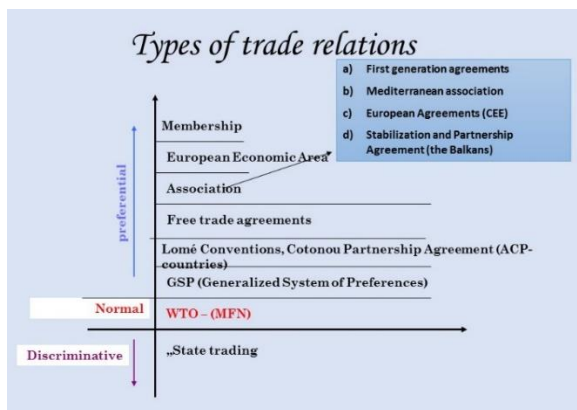 Types of trade relations
a) First generation agreements
b) Mediterranean association
c) European Agreements (CEE)
d) Stabilization and Partnership
Agreement (the Balkans)
Membership
European Economic Area
Association
Free trade agreements
Lomé Conventions, Cotonou Partnership Agreement (ACP-
countries)
GSP (Generalized System of Preferences)
preferential
Normal
WTO – (MFN)
Discriminative
„State trading